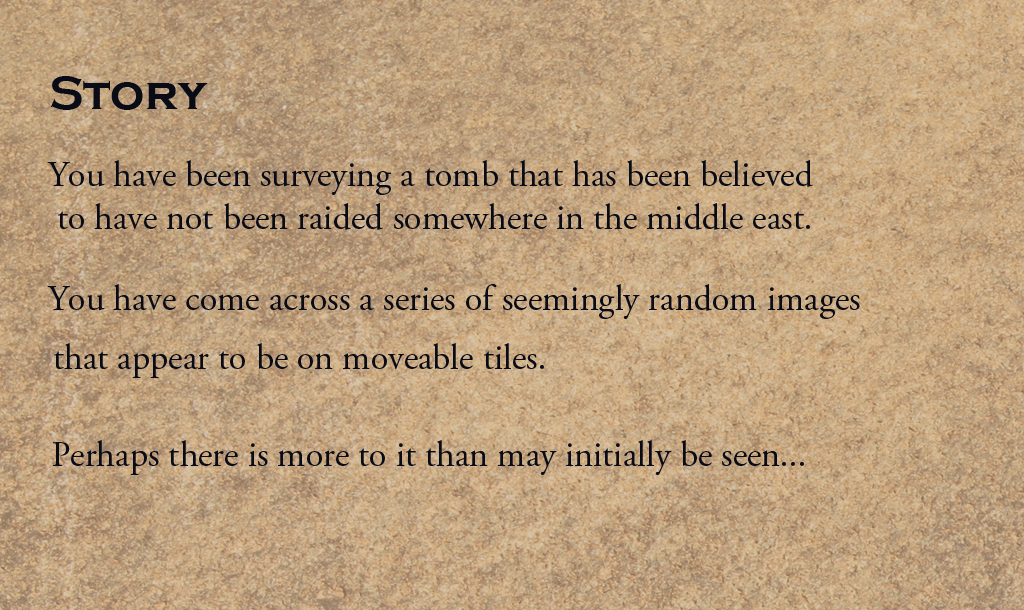 Story
You have been surveying a tomb that has been believed
to have not been raided somewhere in the middle east.
You have come across a series of seemingly random images
that appear to be on moveable tiles.
Perhaps there is more to it than may initially be seen...